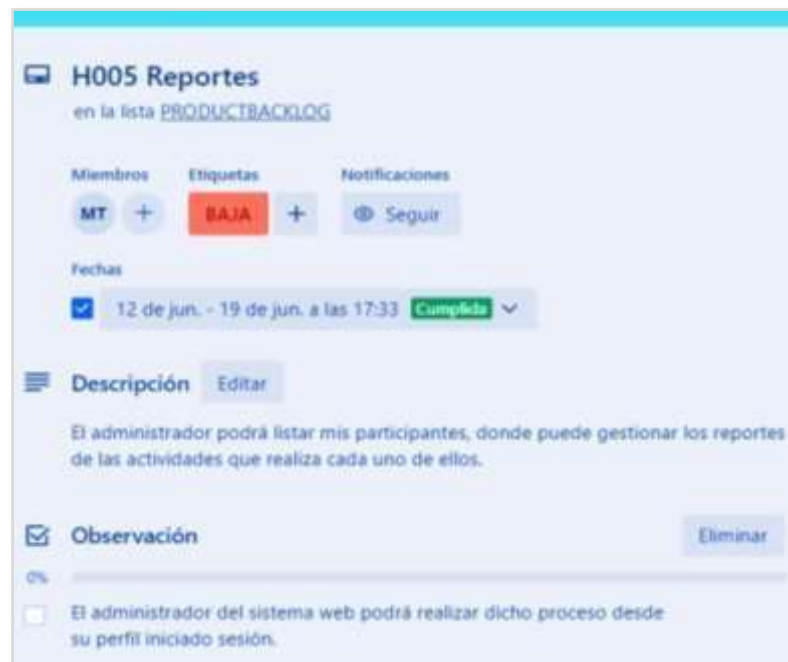 H005 Reportes
en la lista PRODUCTBACKLOG
Miembros Etiquetas Notificaciones
MT + BAJA + Seguir
Fechas
12 de jun. - 19 de jun. a las 17:33 Cumplida
Descripción Editar
El administrador podrá listar mis participantes, donde puede gestionar los reportes
de las actividades que realiza cada uno de ellos.
Observación Eliminar
0%
El administrador del sistema web podrá realizar dicho proceso desde
su perfil iniciado sesión.